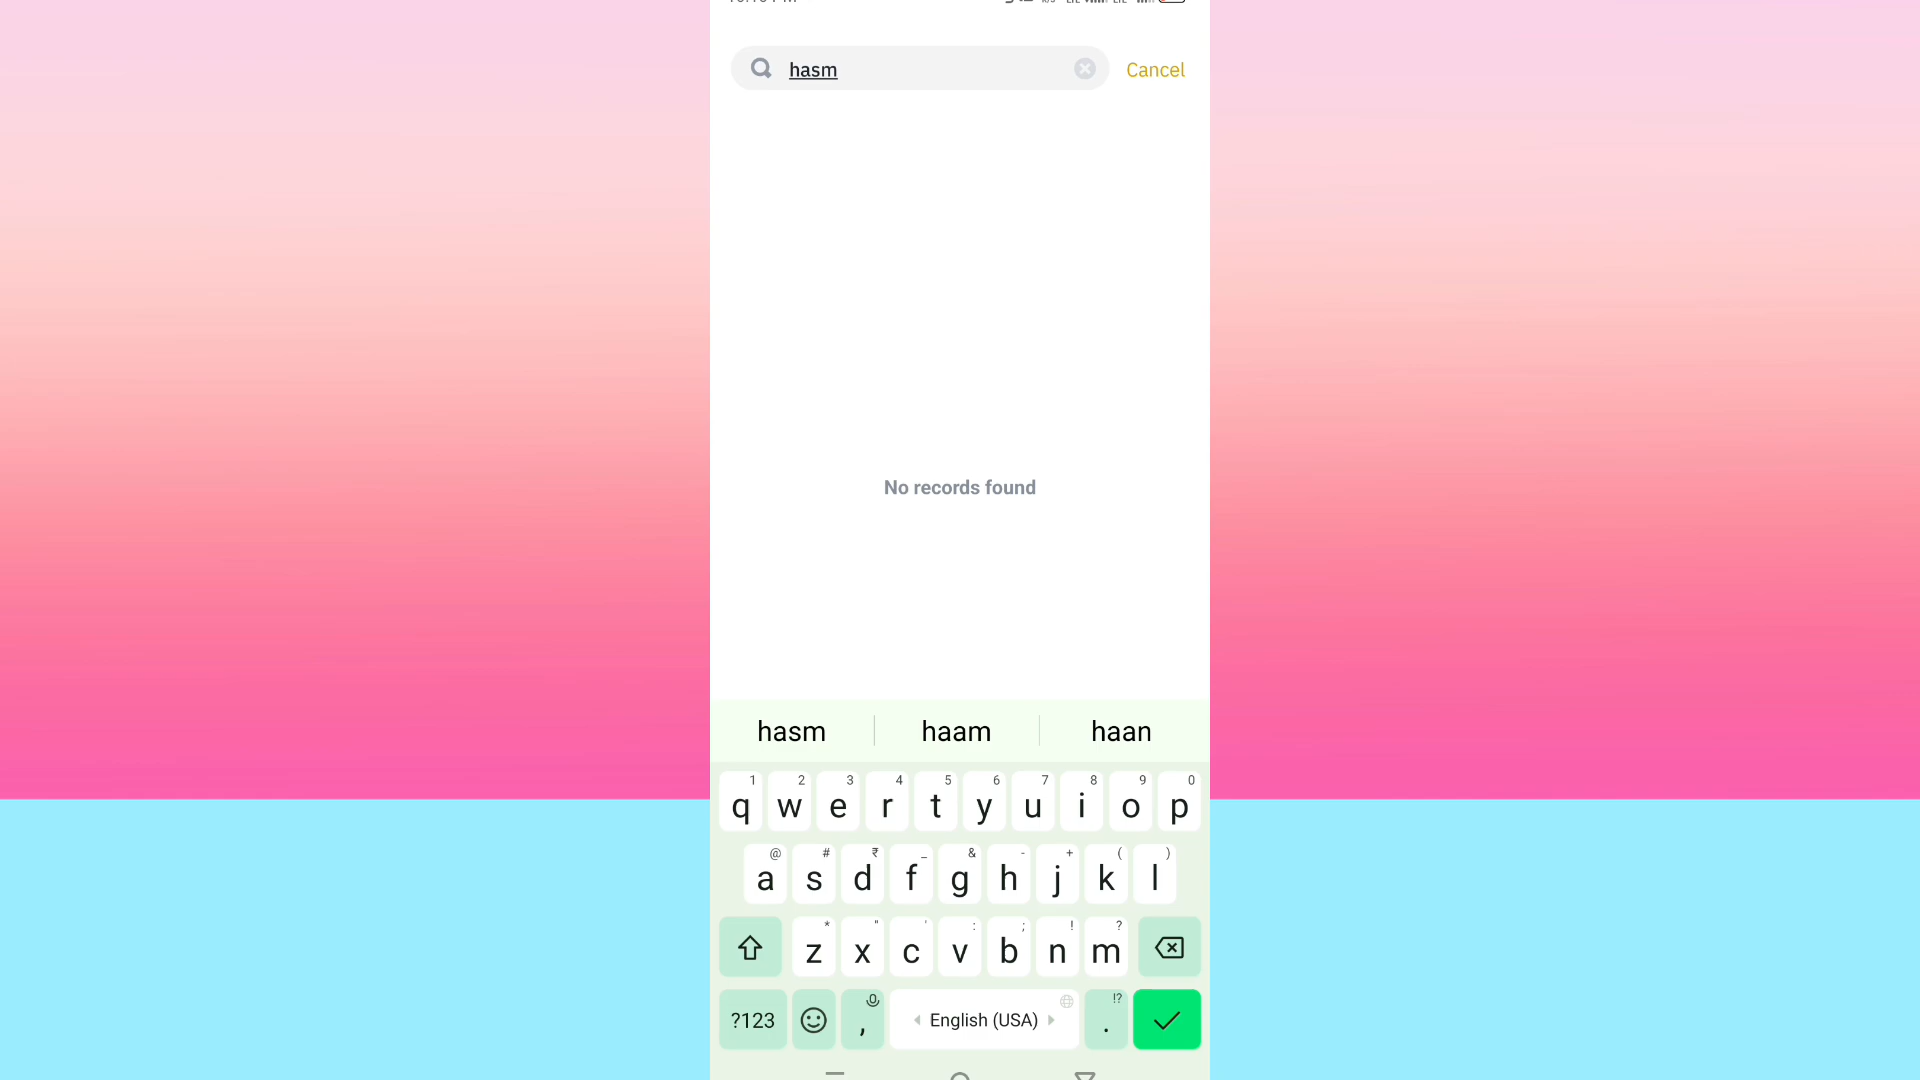 hasm
Cancel
No records found
hasm haam haan
1 2 3 4 5 6 7 8 9 0
q w e r t y u i o p
@ # ₹ _ & - + ( )
a s d f g h j k l
* " ' : ; ! ?
z x c v b n m
!?
?123 , English (USA) .